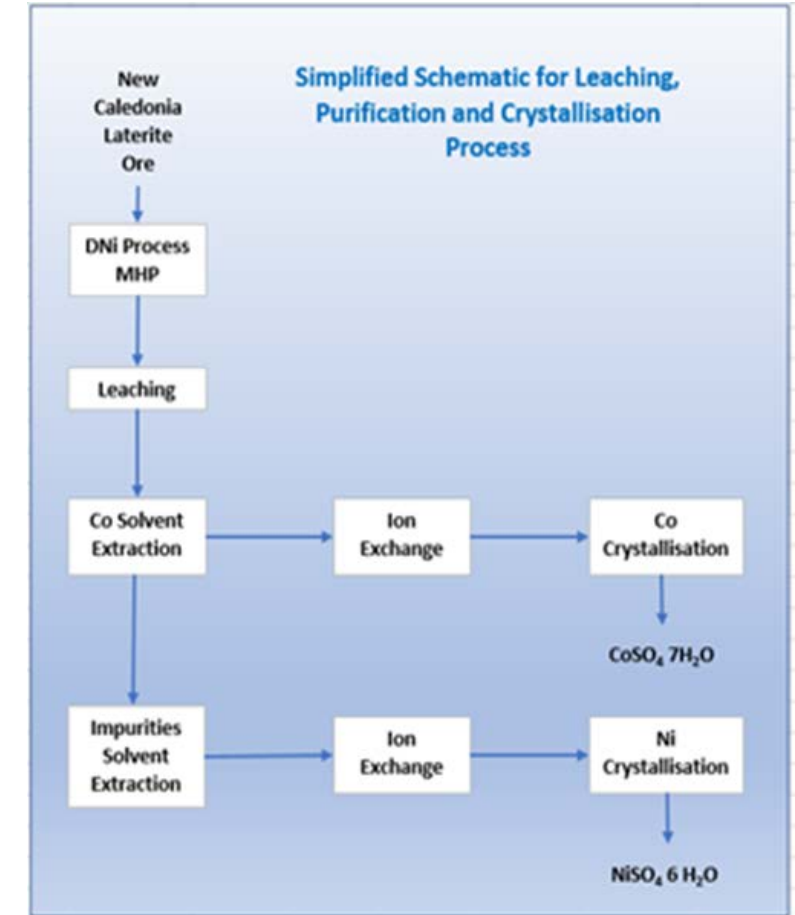 New
Caledonia
Laterite
Ore
Simplified Schematic for Leaching,
Purification and Crystallisation
Process
DNi Process
MHP
Leaching
Co Solvent
Extraction
Ion
Exchange
Co
Crystallisation
CoSO₄ 7H₂O
Impurities
Solvent
Extraction
Ion
Exchange
Ni
Crystallisation
NiSO₄ 6 H₂O